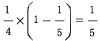 1/4 × (1 − 1/5) = 1/5